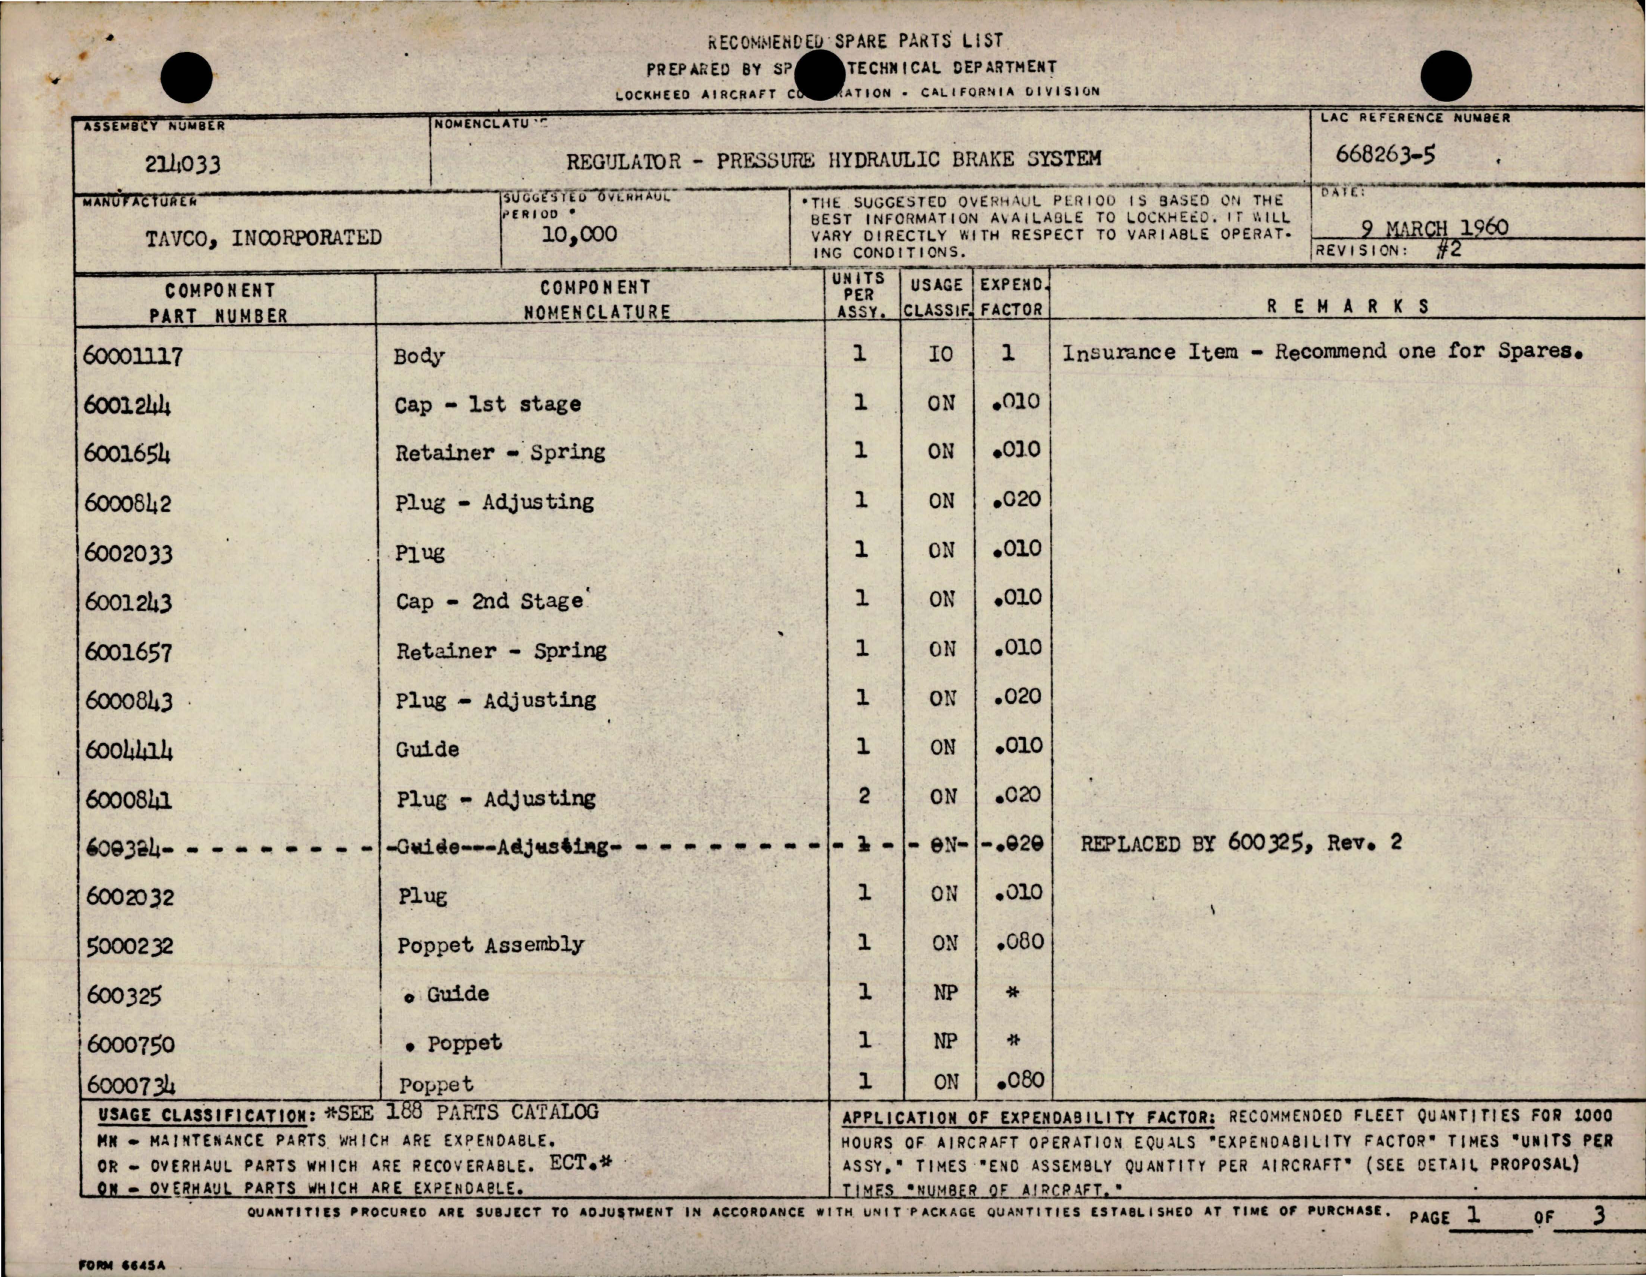 RECOMMENDED SPARE PARTS LIST
PREPARED BY SP TECHNICAL DEPARTMENT
LOCKHEED AIRCRAFT CO ATION - CALIFORNIA DIVISION
ASSEMBLY NUMBER
214033
NOMENCLATU
REGULATOR - PRESSURE HYDRAULIC BRAKE SYSTEM
LAC REFERENCE NUMBER
668263-5
MANUFACTURER
TAVCO, INCORPORATED
SUGGESTED OVERHAUL
PERIOD *
10,000
*THE SUGGESTED OVERHAUL PERIOD IS BASED ON THE
BEST INFORMATION AVAILABLE TO LOCKHEED. IT WILL
VARY DIRECTLY WITH RESPECT TO VARIABLE OPERAT-
ING CONDITIONS.
DATE:
9 MARCH 1960
REVISION: #2
COMPONENT PART NUMBER | COMPONENT NOMENCLATURE | UNITS PER ASSY. | USAGE CLASSIF. | EXPEND. FACTOR | REMARKS
60001117 Body 1 IO 1 Insurance Item - Recommend one for Spares.
6001244 Cap - 1st stage 1 ON .010
6001654 Retainer - Spring 1 ON .010
6000842 Plug - Adjusting 1 ON .020
6002033 Plug 1 ON .010
6001243 Cap - 2nd Stage 1 ON .010
6001657 Retainer - Spring 1 ON .010
6000843 Plug - Adjusting 1 ON .020
6004414 Guide 1 ON .010
6000841 Plug - Adjusting 2 ON .020
600324 - - - - - - - - - -Guide---Adjusting- - - - - - - - - - 1 - - ON- -.020 REPLACED BY 600325, Rev. 2
6002032 Plug 1 ON .010
5000232 Poppet Assembly 1 ON .080
600325 . Guide 1 NP *
6000750 . Poppet 1 NP *
6000734 Poppet 1 ON .080
USAGE CLASSIFICATION: *SEE 188 PARTS CATALOG
MN - MAINTENANCE PARTS WHICH ARE EXPENDABLE.
OR - OVERHAUL PARTS WHICH ARE RECOVERABLE. ECT.*
ON - OVERHAUL PARTS WHICH ARE EXPENDABLE.
APPLICATION OF EXPENDABILITY FACTOR: RECOMMENDED FLEET QUANTITIES FOR 1000
HOURS OF AIRCRAFT OPERATION EQUALS "EXPENDABILITY FACTOR" TIMES "UNITS PER
ASSY," TIMES "END ASSEMBLY QUANTITY PER AIRCRAFT" (SEE DETAIL PROPOSAL)
TIMES "NUMBER OF AIRCRAFT."
QUANTITIES PROCURED ARE SUBJECT TO ADJUSTMENT IN ACCORDANCE WITH UNIT PACKAGE QUANTITIES ESTABLISHED AT TIME OF PURCHASE. PAGE 1 OF 3
FORM 6645A